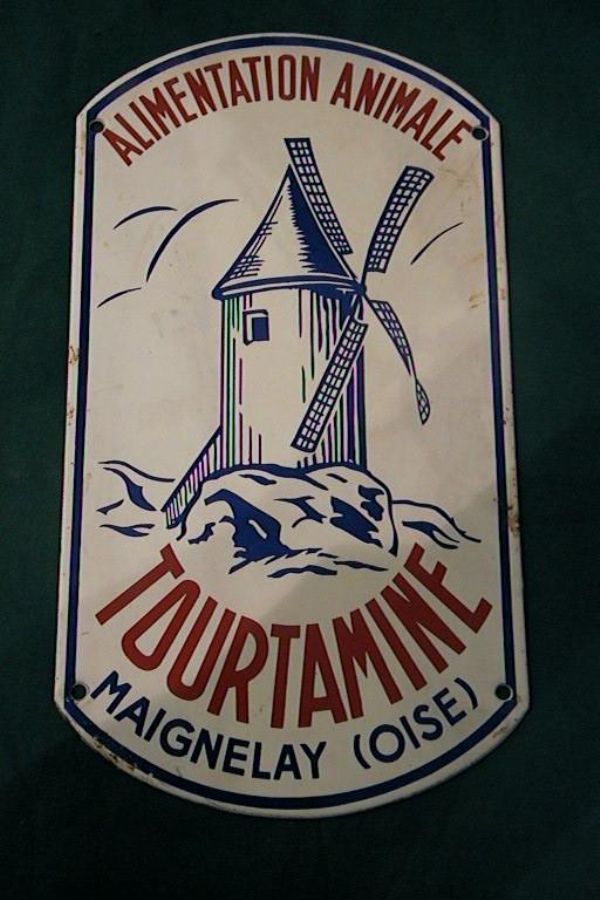 ALIMENTATION ANIMALE
TOURTAMINE
MAIGNELAY (OISE)